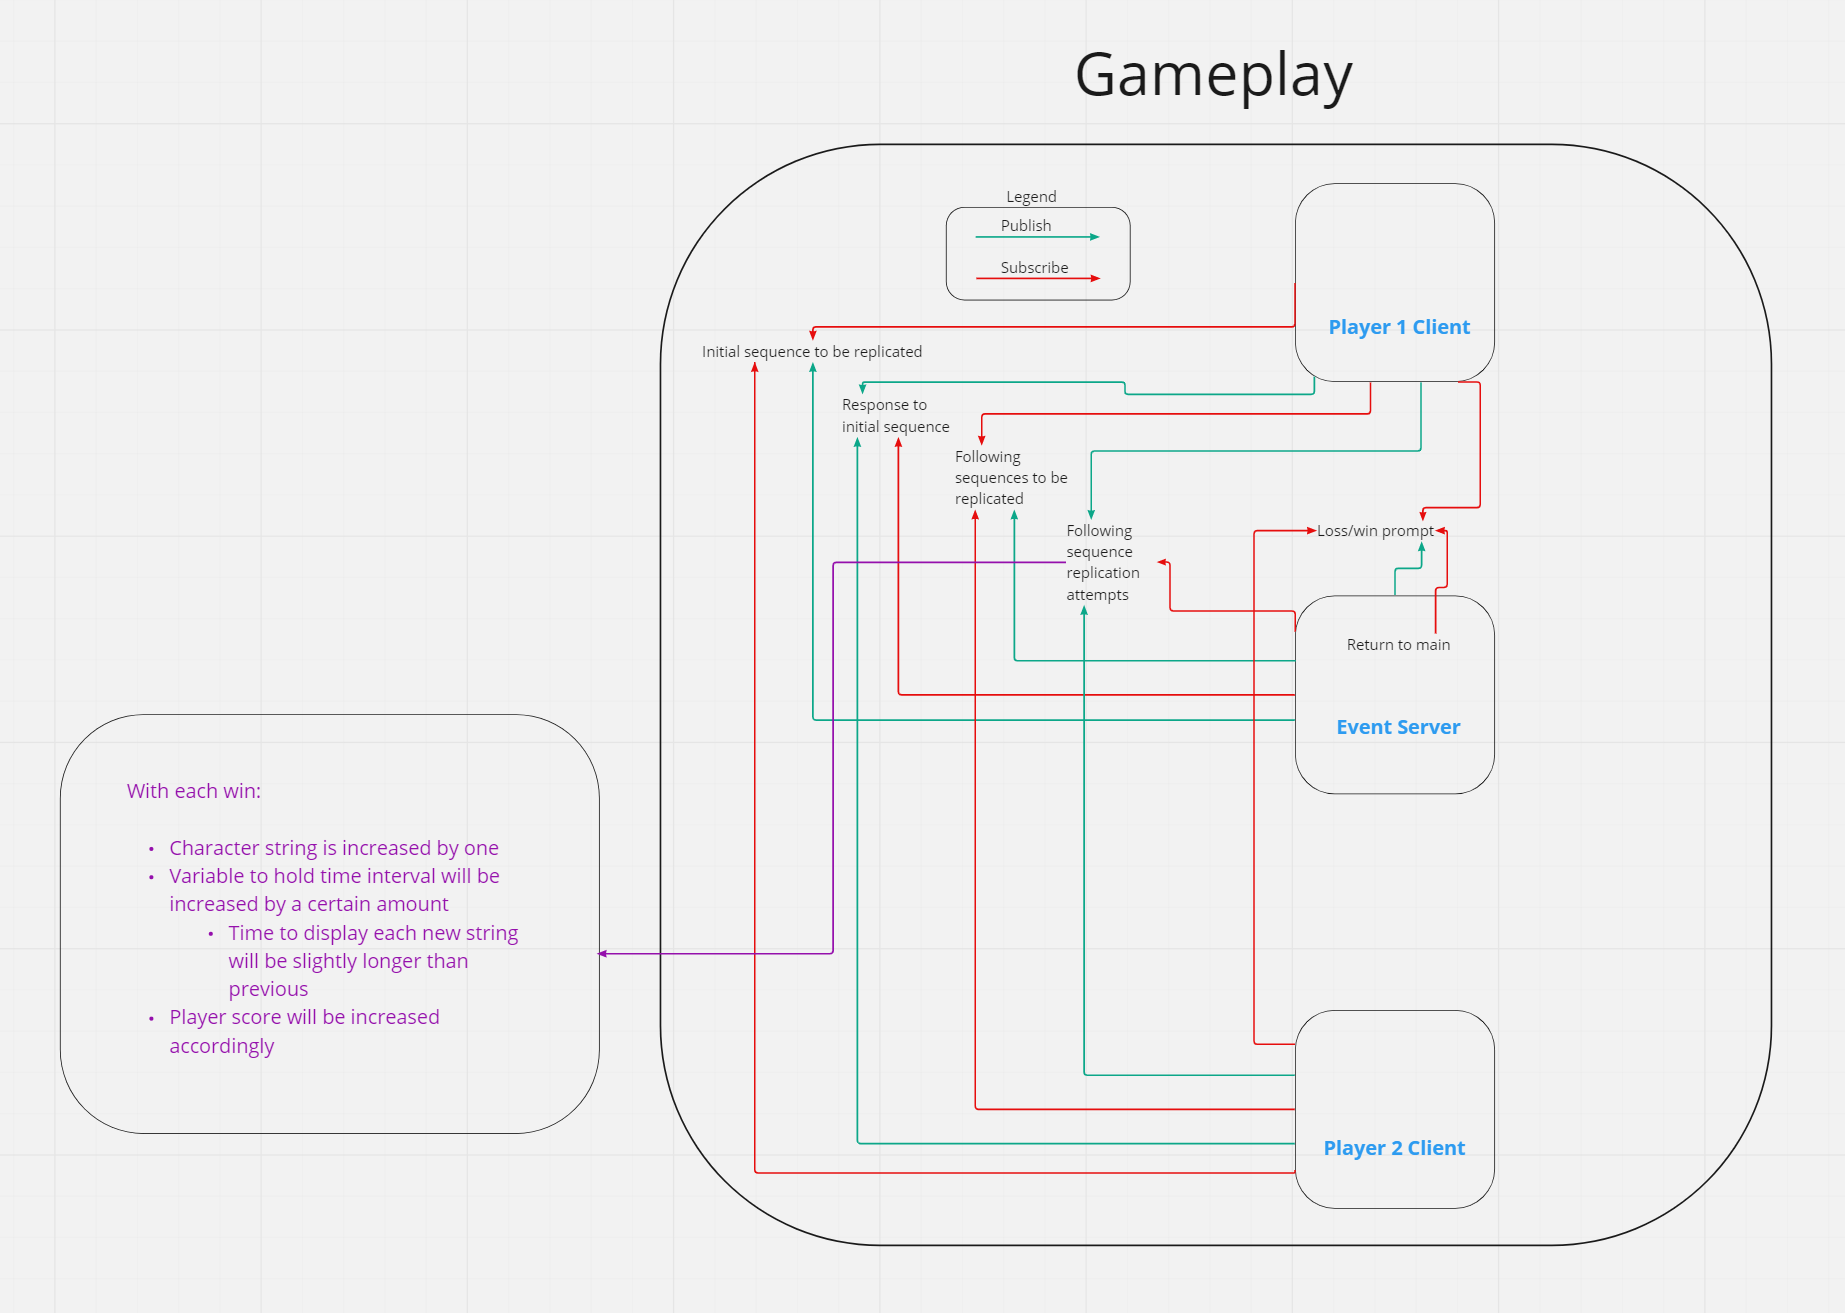 Gameplay
Legend
Publish
Subscribe
Player 1 Client
Initial sequence to be replicated
Response to
initial sequence
Following
sequences to be
replicated
Following
sequence
replication
attempts
Loss/win prompt
Return to main
Event Server
With each win:
• Character string is increased by one
• Variable to hold time interval will be
increased by a certain amount
• Time to display each new string
will be slightly longer than
previous
• Player score will be increased
accordingly
Player 2 Client